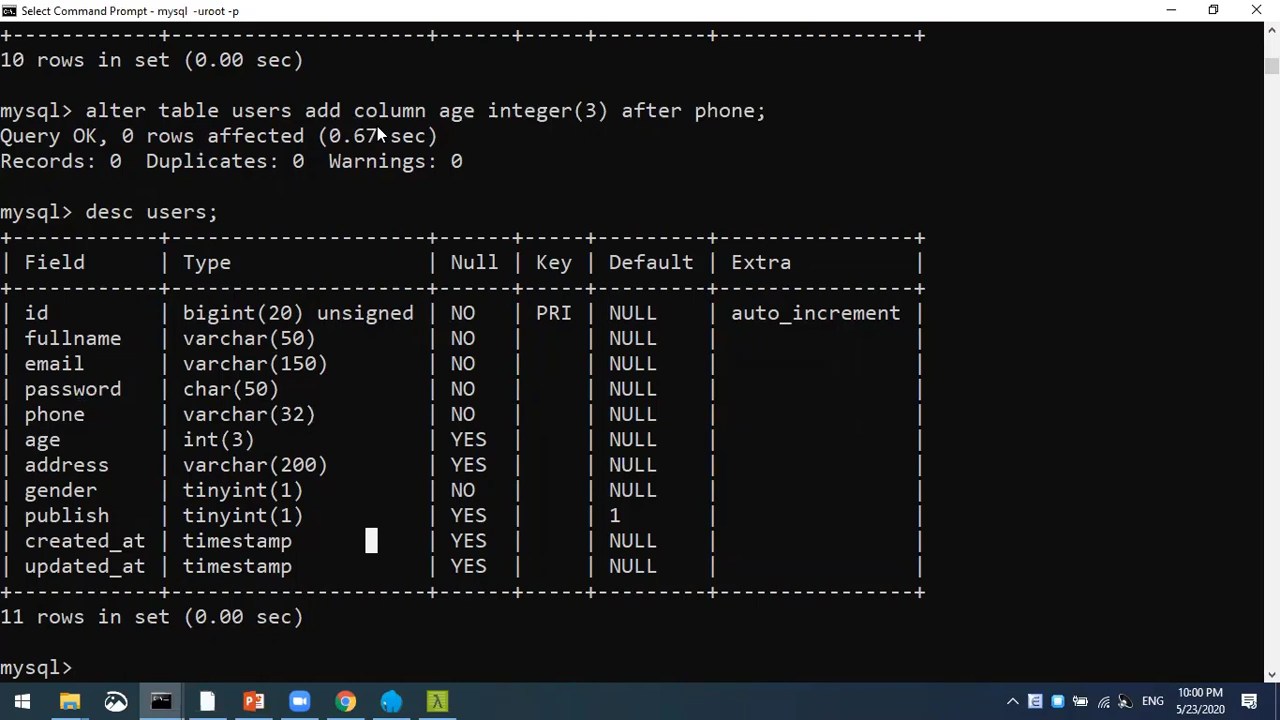 Select Command Prompt - mysql -uroot -p
+------------+---------------------+------+-----+---------+----------------+
10 rows in set (0.00 sec)
mysql> alter table users add column age integer(3) after phone;
Query OK, 0 rows affected (0.67 sec)
Records: 0  Duplicates: 0  Warnings: 0
mysql> desc users;
+------------+---------------------+------+-----+---------+----------------+
| Field      | Type                | Null | Key | Default | Extra          |
+------------+---------------------+------+-----+---------+----------------+
| id         | bigint(20) unsigned | NO   | PRI | NULL    | auto_increment |
| fullname   | varchar(50)         | NO   |     | NULL    |                |
| email      | varchar(150)        | NO   |     | NULL    |                |
| password   | char(50)            | NO   |     | NULL    |                |
| phone      | varchar(32)         | NO   |     | NULL    |                |
| age        | int(3)              | YES  |     | NULL    |                |
| address    | varchar(200)        | YES  |     | NULL    |                |
| gender     | tinyint(1)          | NO   |     | NULL    |                |
| publish    | tinyint(1)          | YES  |     | 1       |                |
| created_at | timestamp           | YES  |     | NULL    |                |
| updated_at | timestamp           | YES  |     | NULL    |                |
+------------+---------------------+------+-----+---------+----------------+
11 rows in set (0.00 sec)
mysql>
ENG
10:00 PM
5/23/2020